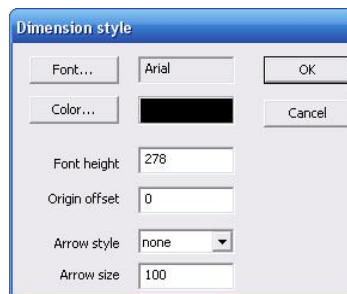 Dimension style
Font... Arial OK
Color... Cancel
Font height 278
Origin offset 0
Arrow style none
Arrow size 100